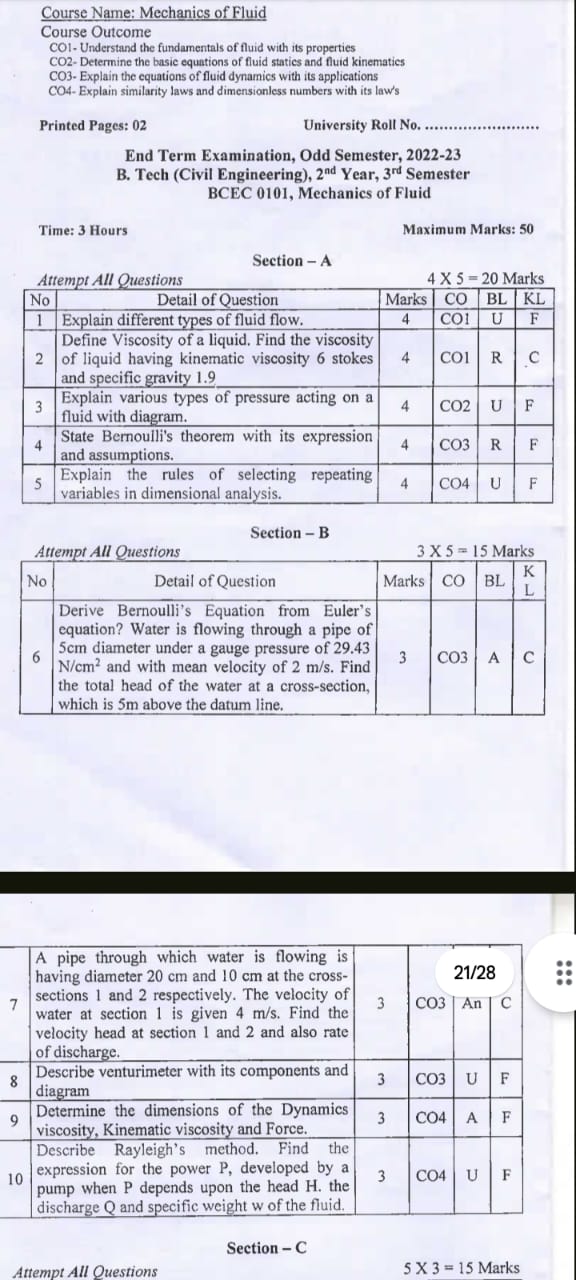 Course Name: Mechanics of Fluid
Course Outcome
CO1- Understand the fundamentals of fluid with its properties
CO2- Determine the basic equations of fluid statics and fluid kinematics
CO3- Explain the equations of fluid dynamics with its applications
CO4- Explain similarity laws and dimensionless numbers with its law's
Printed Pages: 02 University Roll No. ........................
End Term Examination, Odd Semester, 2022-23
B. Tech (Civil Engineering), 2nd Year, 3rd Semester
BCEC 0101, Mechanics of Fluid
Time: 3 Hours Maximum Marks: 50
Section – A
Attempt All Questions 4 X 5 = 20 Marks
No Detail of Question Marks CO BL KL
1 Explain different types of fluid flow. 4 CO1 U F
Define Viscosity of a liquid. Find the viscosity
2 of liquid having kinematic viscosity 6 stokes 4 CO1 R C
and specific gravity 1.9
3 Explain various types of pressure acting on a 4 CO2 U F
fluid with diagram.
4 State Bernoulli's theorem with its expression 4 CO3 R F
and assumptions.
5 Explain the rules of selecting repeating 4 CO4 U F
variables in dimensional analysis.
Section – B
Attempt All Questions 3 X 5 = 15 Marks
No Detail of Question Marks CO BL K
L
Derive Bernoulli's Equation from Euler's
equation? Water is flowing through a pipe of
5cm diameter under a gauge pressure of 29.43
6 N/cm² and with mean velocity of 2 m/s. Find 3 CO3 A C
the total head of the water at a cross-section,
which is 5m above the datum line.
A pipe through which water is flowing is
having diameter 20 cm and 10 cm at the cross- 21/28
7 sections 1 and 2 respectively. The velocity of 3 CO3 An C
water at section 1 is given 4 m/s. Find the
velocity head at section 1 and 2 and also rate
of discharge.
8 Describe venturimeter with its components and 3 CO3 U F
diagram
9 Determine the dimensions of the Dynamics 3 CO4 A F
viscosity, Kinematic viscosity and Force.
Describe Rayleigh's method. Find the
10 expression for the power P, developed by a 3 CO4 U F
pump when P depends upon the head H. the
discharge Q and specific weight w of the fluid.
Section – C
Attempt All Questions 5 X 3 = 15 Marks